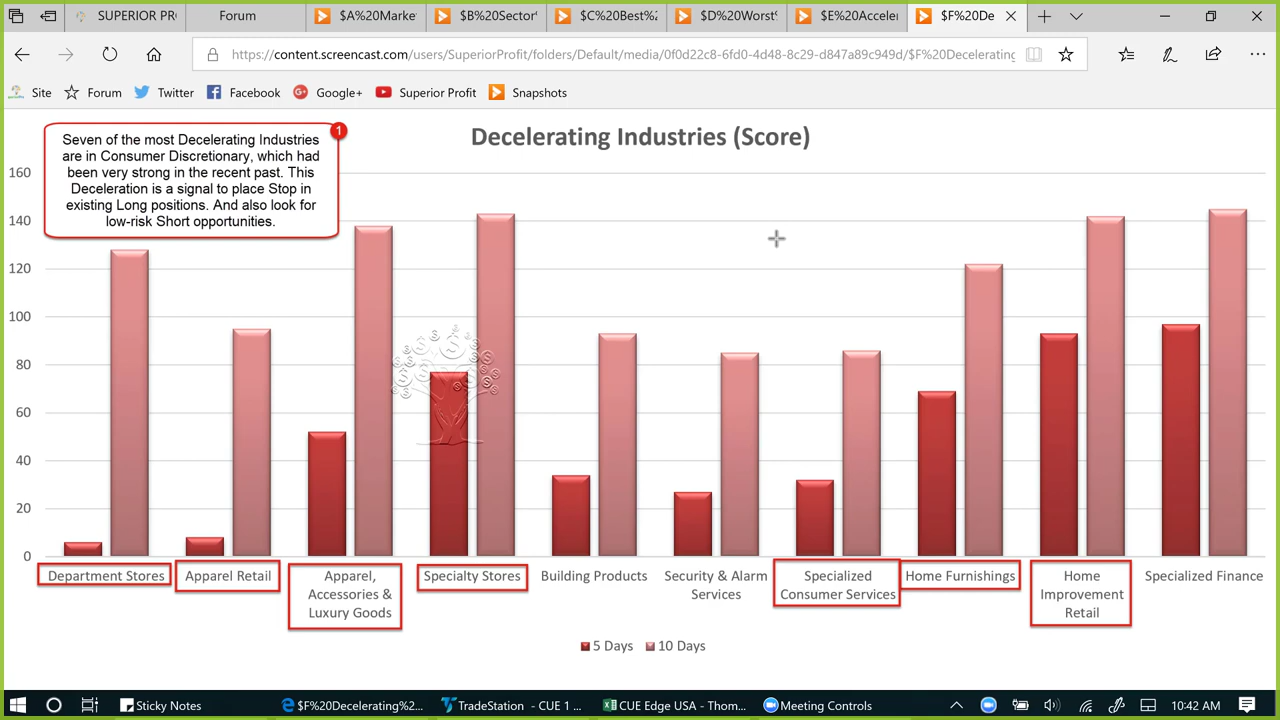 SUPERIOR PR
Forum
$A%20Marke
$B%20Sector
$C%20Best%2
$D%20Worst
$E%20Acceler
$F%20De
https://content.screencast.com/users/SuperiorProfit/folders/Default/media/0f0d22c8-6fd0-4d48-8c29-d847a89c949d/$F%20Decelerating
Site
Forum
Twitter
Facebook
Google+
Superior Profit
Snapshots
Decelerating Industries (Score)
1
Seven of the most Decelerating Industries
are in Consumer Discretionary, which had
been very strong in the recent past. This
Deceleration is a signal to place Stop in
existing Long positions. And also look for
low-risk Short opportunities.
160
140
120
100
80
60
40
20
0
Department Stores
Apparel Retail
Apparel,
Accessories &
Luxury Goods
Specialty Stores
Building Products
Security & Alarm
Services
Specialized
Consumer Services
Home Furnishings
Home
Improvement
Retail
Specialized Finance
5 Days
10 Days
Sticky Notes
$F%20Decelerating%2...
TradeStation - CUE 1 ...
CUE Edge USA - Thom...
Meeting Controls
10:42 AM